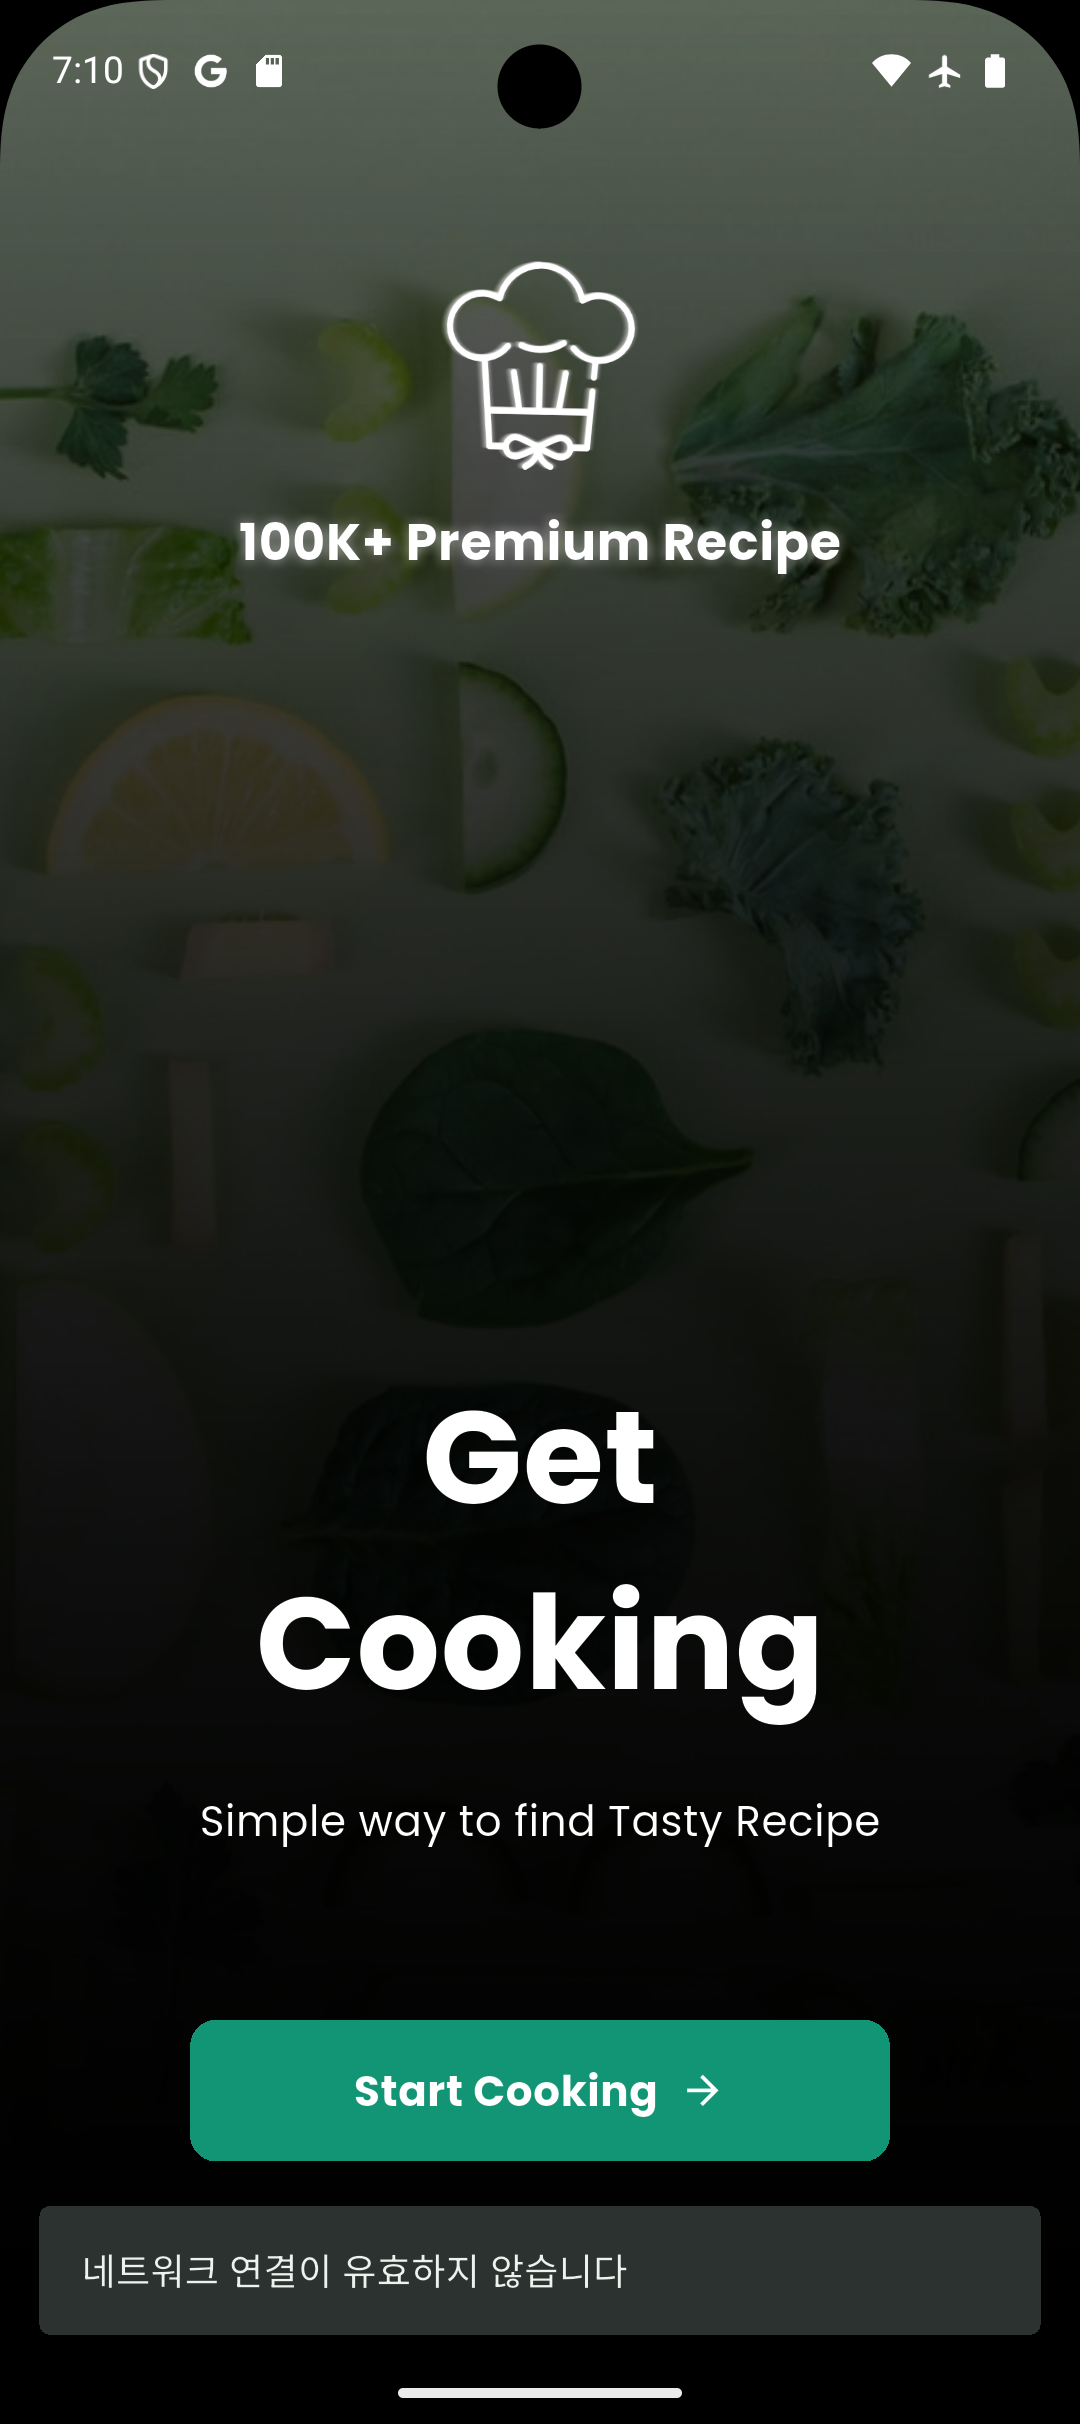 7:10
100K+ Premium Recipe
Get
Cooking
Simple way to find Tasty Recipe
Start Cooking
네트워크 연결이 유효하지 않습니다